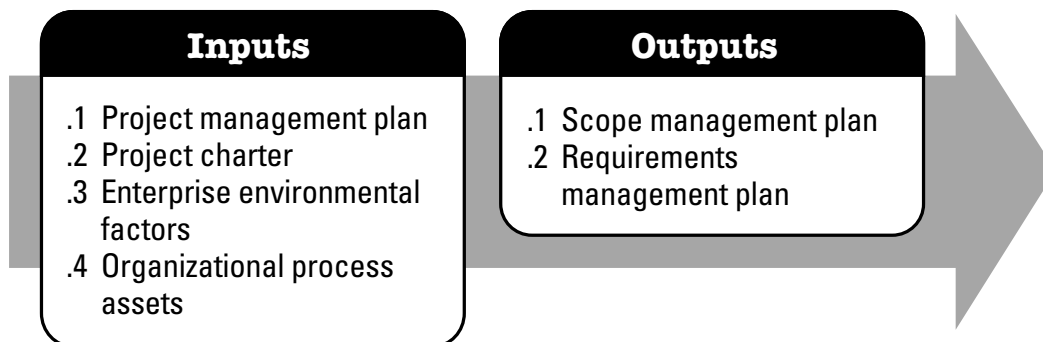 Inputs
.1 Project management plan
.2 Project charter
.3 Enterprise environmental
factors
.4 Organizational process
assets
Outputs
.1 Scope management plan
.2 Requirements
management plan